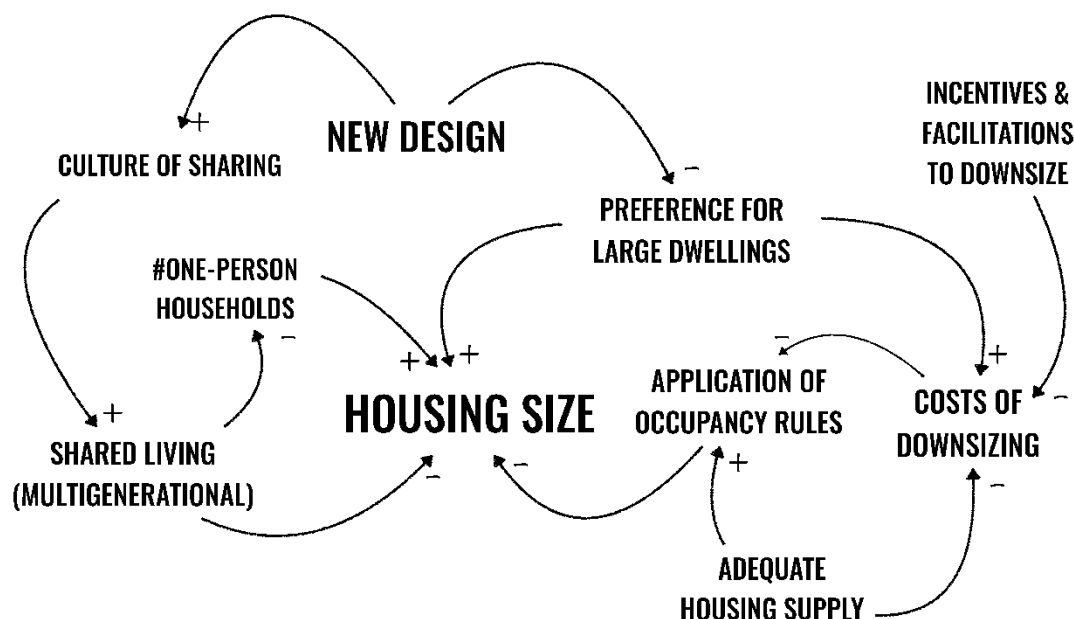 INCENTIVES &
FACILITATIONS
TO DOWNSIZE
NEW DESIGN
+
CULTURE OF SHARING
−
PREFERENCE FOR
LARGE DWELLINGS
#ONE-PERSON
HOUSEHOLDS
−
+
+
HOUSING SIZE
−
APPLICATION OF
OCCUPANCY RULES
+
COSTS OF
DOWNSIZING
−
+
SHARED LIVING
(MULTIGENERATIONAL)
−
−
+
−
ADEQUATE
HOUSING SUPPLY